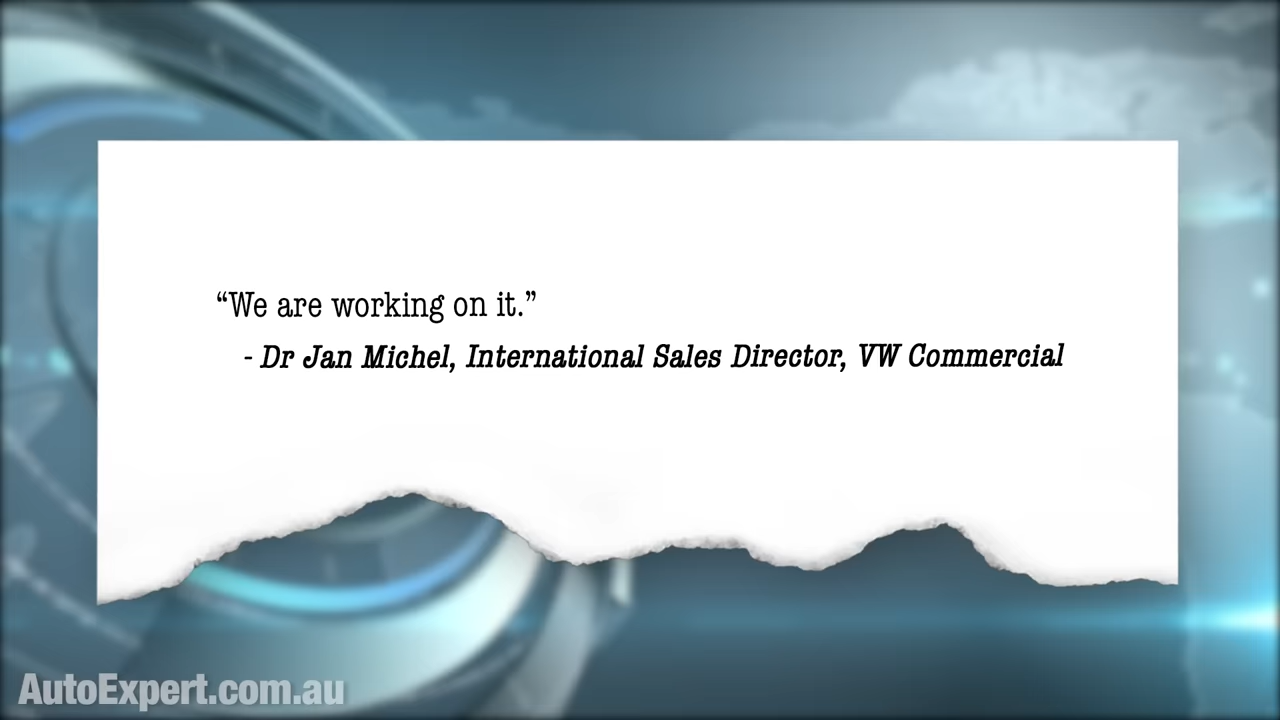 “We are working on it.”
- Dr Jan Michel, International Sales Director, VW Commercial
AutoExpert.com.au